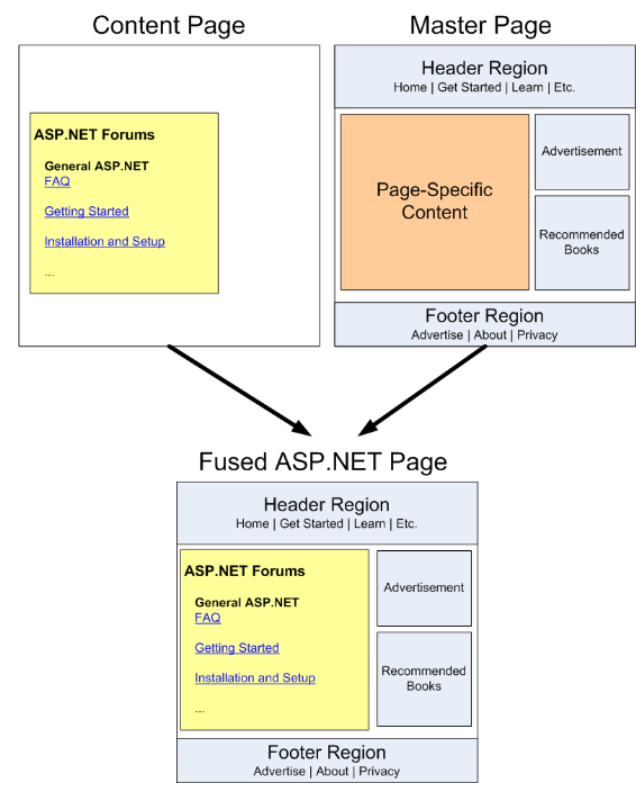 Content Page
ASP.NET Forums
General ASP.NET
FAQ
Getting Started
Installation and Setup
...
Master Page
Header Region
Home | Get Started | Learn | Etc.
Page-Specific
Content
Advertisement
Recommended
Books
Footer Region
Advertise | About | Privacy
Fused ASP.NET Page
Header Region
Home | Get Started | Learn | Etc.
ASP.NET Forums
General ASP.NET
FAQ
Getting Started
Installation and Setup
...
Advertisement
Recommended
Books
Footer Region
Advertise | About | Privacy